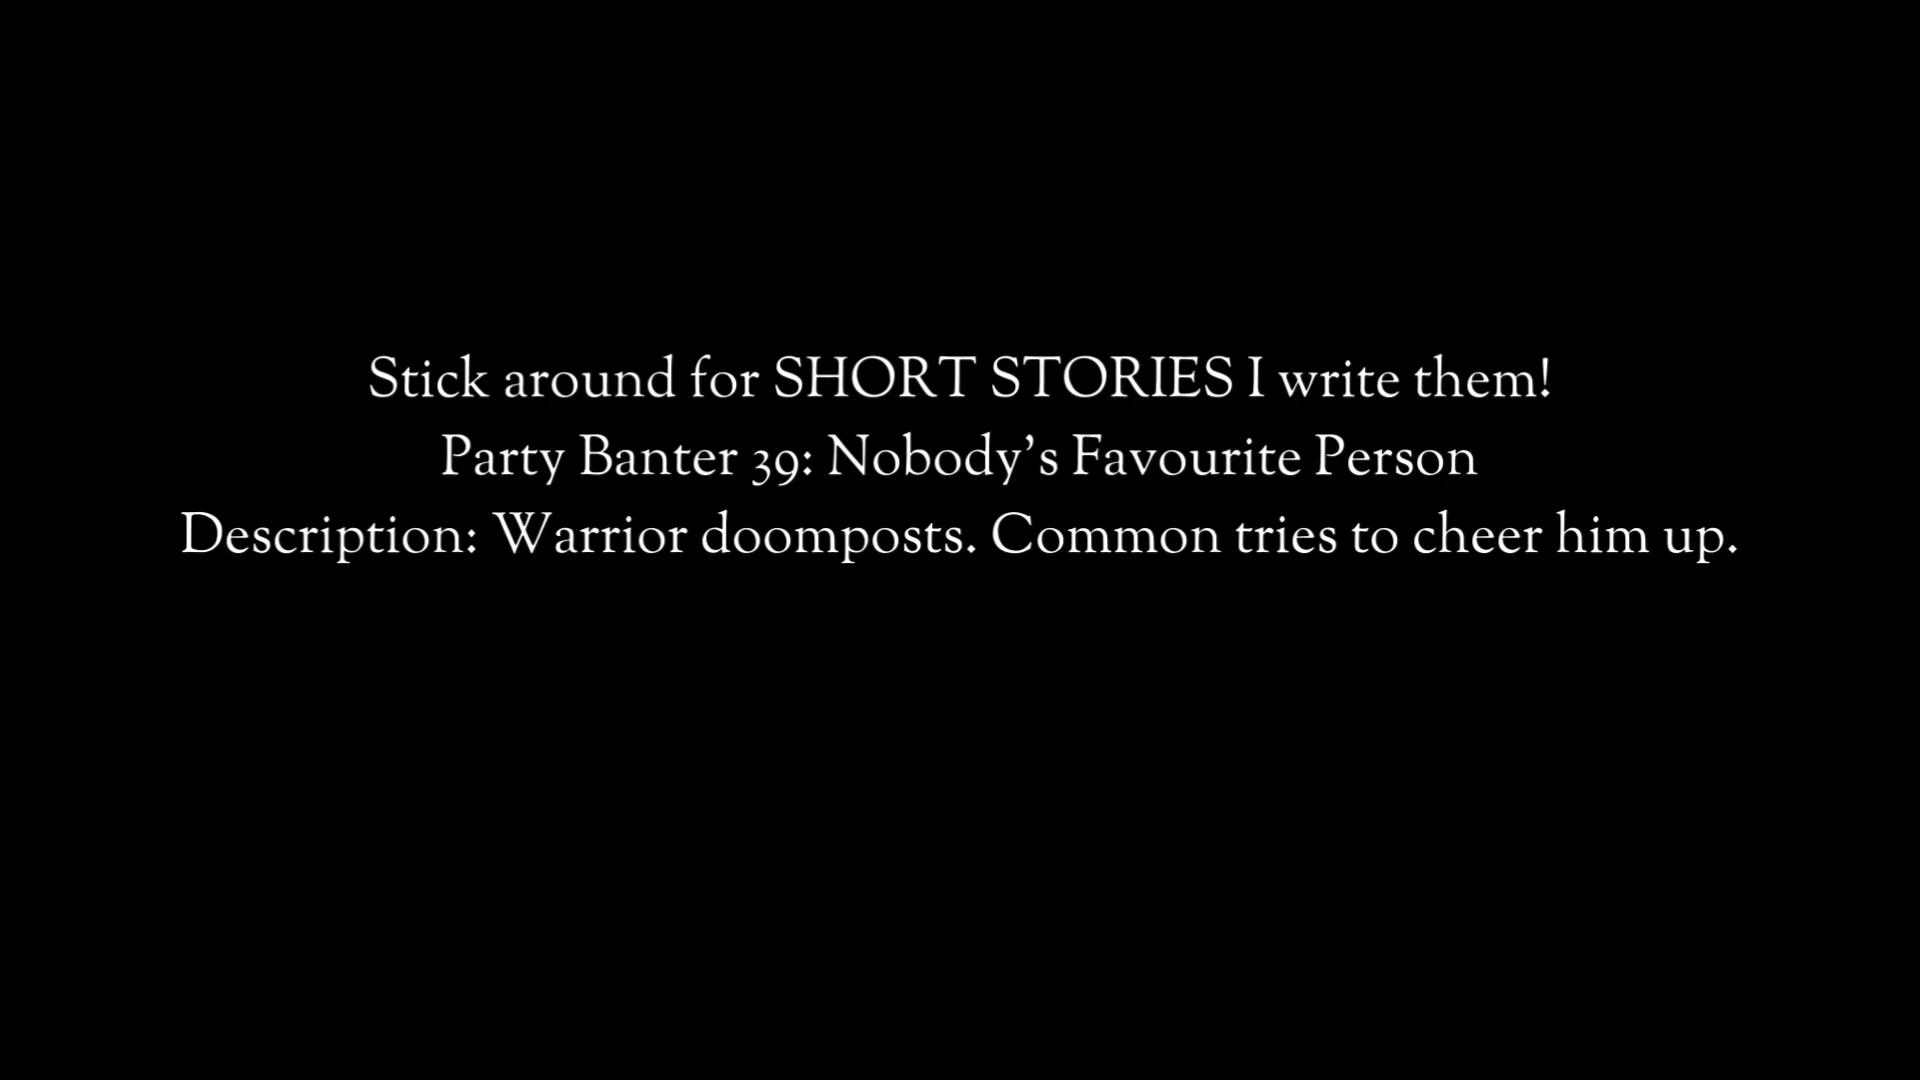 Stick around for SHORT STORIES I write them!
Party Banter 39: Nobody’s Favourite Person
Description: Warrior doomposts. Common tries to cheer him up.